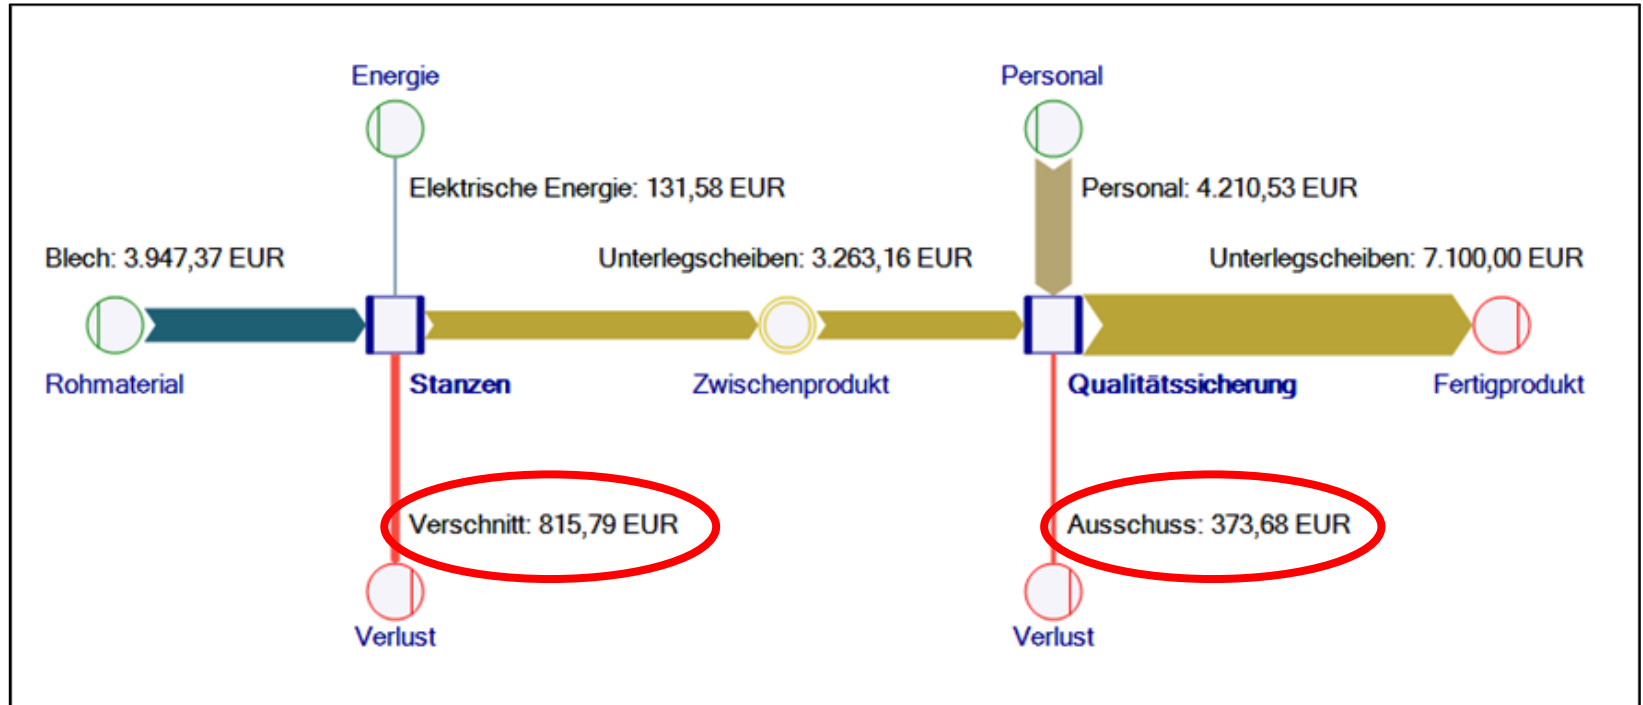 Energie
Personal
Elektrische Energie: 131,58 EUR
Personal: 4.210,53 EUR
Blech: 3.947,37 EUR
Unterlegscheiben: 3.263,16 EUR
Unterlegscheiben: 7.100,00 EUR
Rohmaterial
Stanzen
Zwischenprodukt
Qualitätssicherung
Fertigprodukt
Verschnitt: 815,79 EUR
Ausschuss: 373,68 EUR
Verlust
Verlust